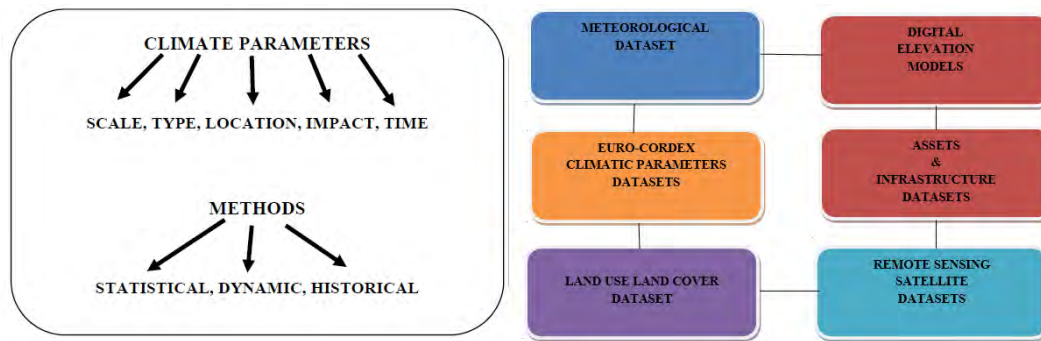 CLIMATE PARAMETERS
SCALE, TYPE, LOCATION, IMPACT, TIME
METHODS
STATISTICAL, DYNAMIC, HISTORICAL
METEOROLOGICAL
DATASET
DIGITAL
ELEVATION
MODELS
EURO-CORDEX
CLIMATIC PARAMETERS
DATASETS
ASSETS
&
INFRASTRUCTURE
DATASETS
LAND USE LAND COVER
DATASET
REMOTE SENSING
SATELLITE
DATASETS